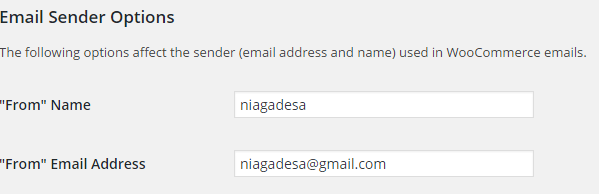 Email Sender Options
The following options affect the sender (email address and name) used in WooCommerce emails.
"From" Name niagadesa
"From" Email Address niagadesa@gmail.com